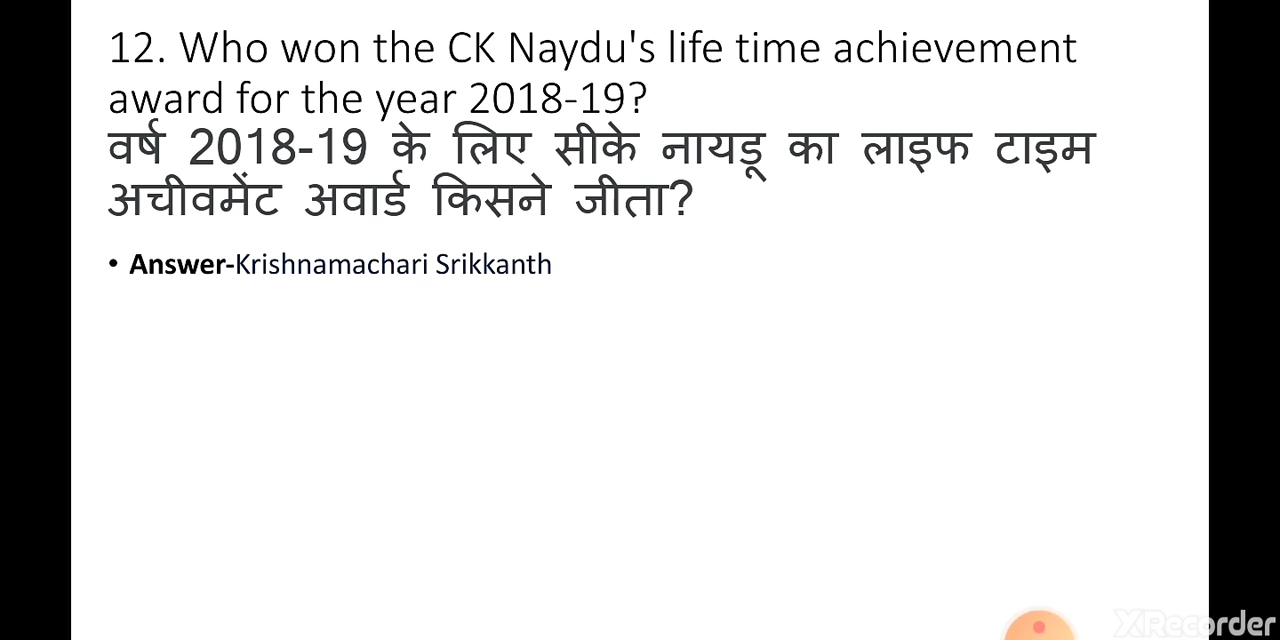 12. Who won the CK Naydu's life time achievement
award for the year 2018-19?
वर्ष 2018-19 के लिए सीके नायडू का लाइफ टाइम
अचीवमेंट अवार्ड किसने जीता?
• Answer-Krishnamachari Srikkanth
XRecorder